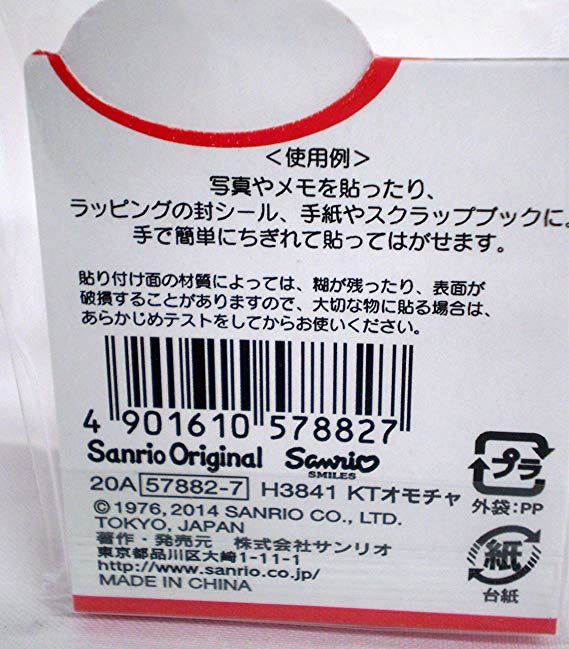 ＜使用例＞
写真やメモを貼ったり、
ラッピングの封シール、手紙やスクラップブックに。
手で簡単にちぎれて貼ってはがせます。
貼り付け面の材質によっては、糊が残ったり、表面が
破損することがありますので、大切な物に貼る場合は、
あらかじめテストをしてからお使いください。
4 901610 578827
Sanrio Original Sanrio
SMILES
20A 57882-7 H3841 KTオモチャ
©1976, 2014 SANRIO CO., LTD.
TOKYO, JAPAN
著作・発売元 株式会社サンリオ
東京都品川区大崎1-11-1
http://www.sanrio.co.jp/
MADE IN CHINA
プラ
外袋:PP
紙
台紙